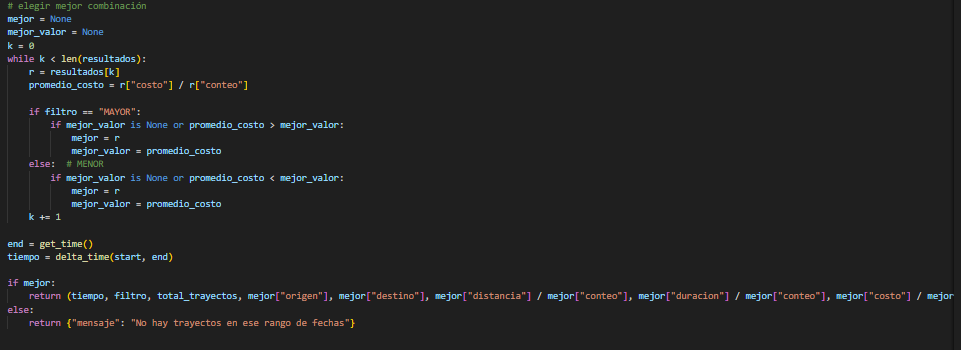 # elegir mejor combinación
mejor = None
mejor_valor = None
k = 0
while k < len(resultados):
    r = resultados[k]
    promedio_costo = r["costo"] / r["conteo"]

    if filtro == "MAYOR":
        if mejor_valor is None or promedio_costo > mejor_valor:
            mejor = r
            mejor_valor = promedio_costo
    else:  # MENOR
        if mejor_valor is None or promedio_costo < mejor_valor:
            mejor = r
            mejor_valor = promedio_costo
    k += 1

end = get_time()
tiempo = delta_time(start, end)

if mejor:
    return (tiempo, filtro, total_trayectos, mejor["origen"], mejor["destino"], mejor["distancia"] / mejor["conteo"], mejor["duracion"] / mejor["conteo"], mejor["costo"] / mejor
else:
    return {"mensaje": "No hay trayectos en ese rango de fechas"}